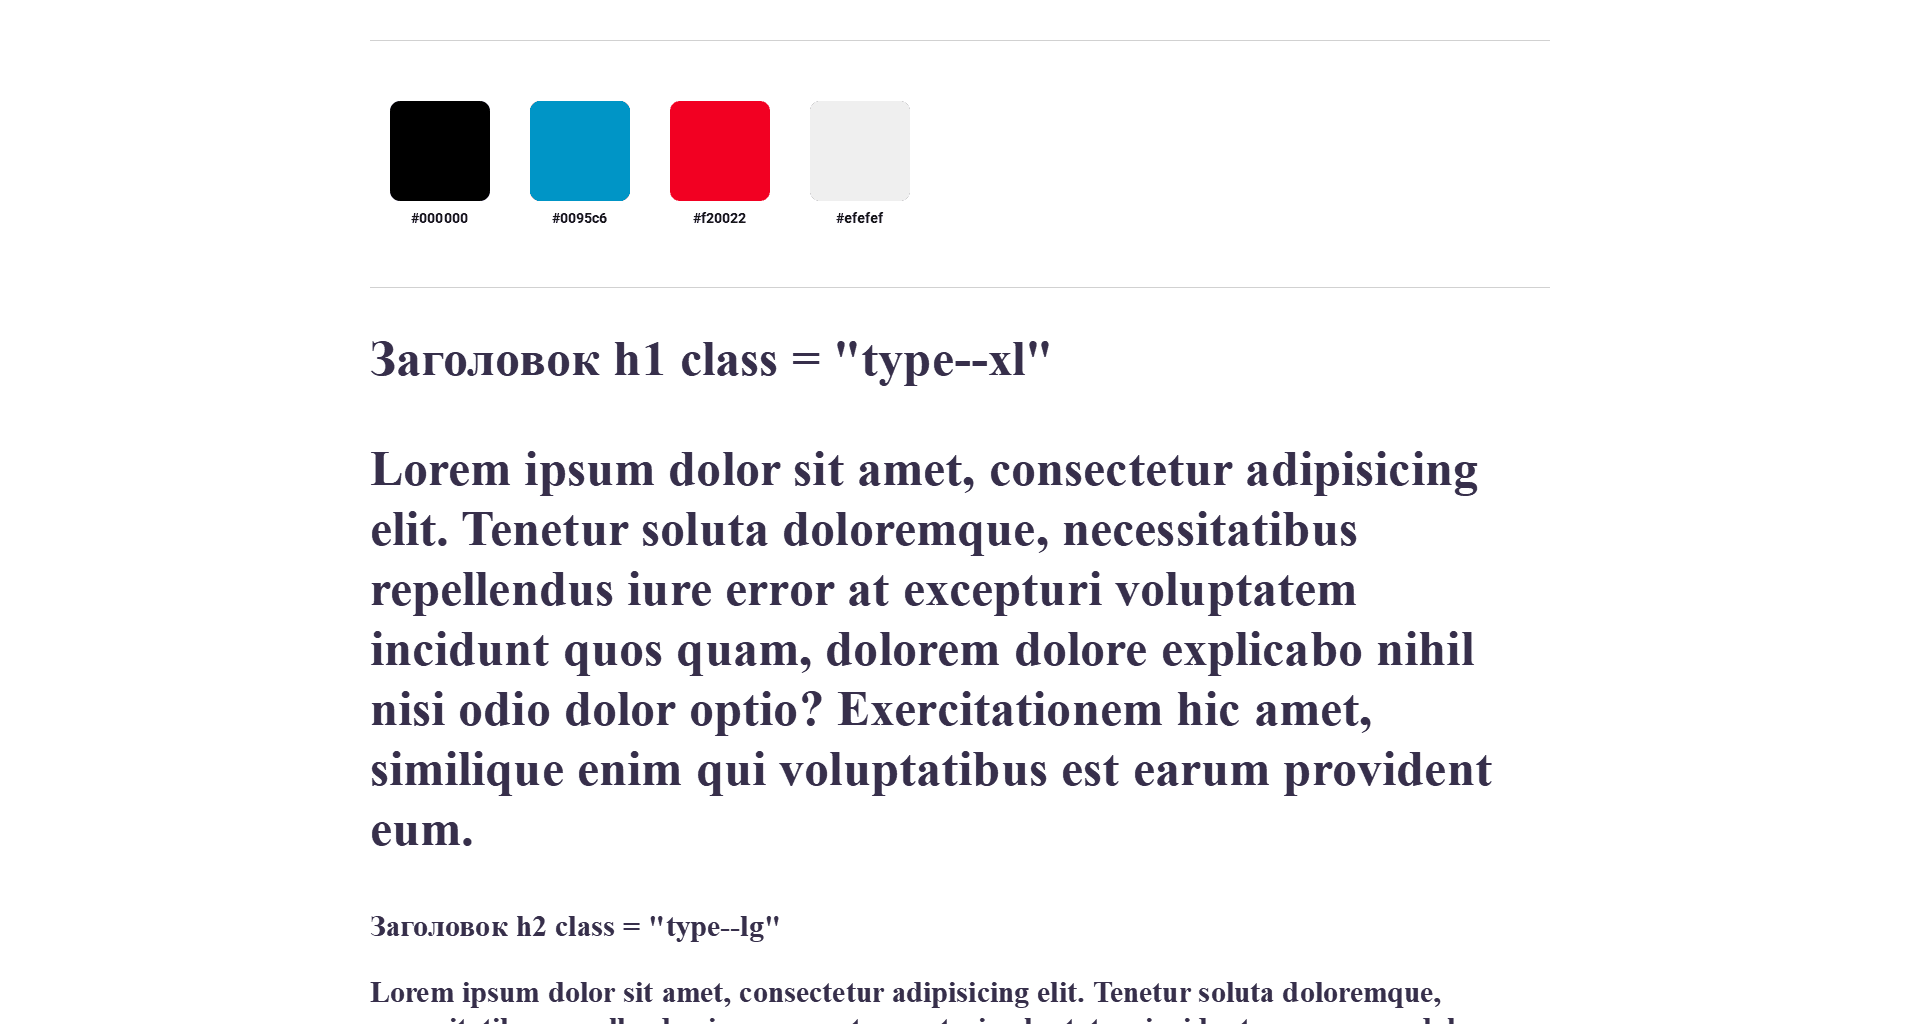 #000000
#0095c6
#f20022
#efefef
Заголовок h1 class = "type--xl"
Lorem ipsum dolor sit amet, consectetur adipisicing
elit. Tenetur soluta doloremque, necessitatibus
repellendus iure error at excepturi voluptatem
incidunt quos quam, dolorem dolore explicabo nihil
nisi odio dolor optio? Exercitationem hic amet,
similique enim qui voluptatibus est earum provident
eum.
Заголовок h2 class = "type--lg"
Lorem ipsum dolor sit amet, consectetur adipisicing elit. Tenetur soluta doloremque,